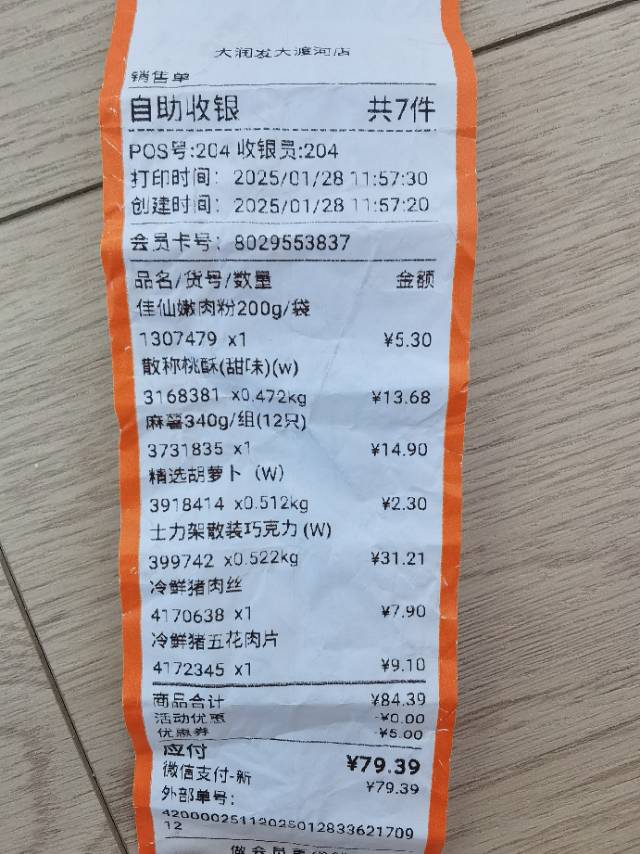 大润发大渡河店
销售单
自助收银 共7件
POS号:204 收银员:204
打印时间: 2025/01/28 11:57:30
创建时间: 2025/01/28 11:57:20
会员卡号: 8029553837
品名/货号/数量 金额
佳仙嫩肉粉200g/袋
1307479 x1 ¥5.30
散称桃酥(甜味)(w)
3168381 x0.472kg ¥13.68
麻薯340g/组(12只)
3731835 x1 ¥14.90
精选胡萝卜 (W)
3918414 x0.512kg ¥2.30
士力架散装巧克力(W)
399742 x0.522kg ¥31.21
冷鲜猪肉丝
4170638 x1 ¥7.90
冷鲜猪五花肉片
4172345 x1 ¥9.10
商品合计 ¥84.39
活动优惠 -¥0.00
优惠券 -¥5.00
应付 ¥79.39
微信支付-新 ¥79.39
外部单号:
42000025112025012833621709
12